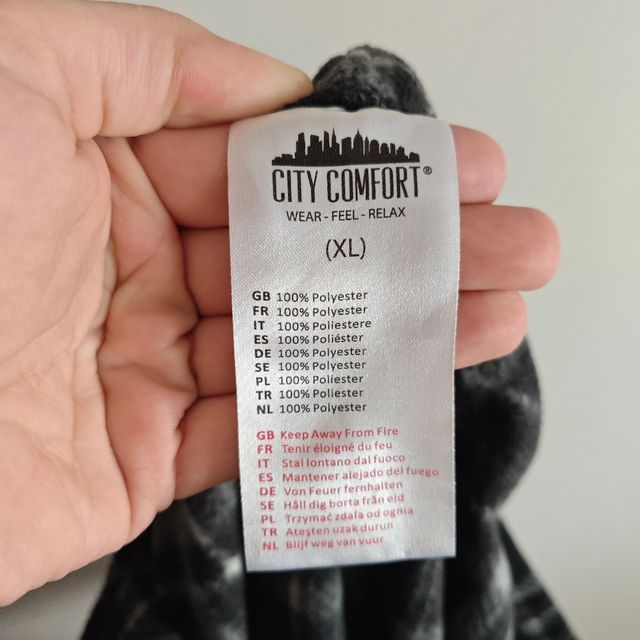 CITY COMFORT®
WEAR - FEEL - RELAX
(XL)
GB 100% Polyester
FR 100% Polyester
IT 100% Poliestere
ES 100% Poliéster
DE 100% Polyester
SE 100% Polyester
PL 100% Poliester
TR 100% Polyester
NL 100% Polyester
GB Keep Away From Fire
FR Tenir éloigné du feu
IT Stai lontano dal fuoco
ES Mantener alejado del fuego
DE Von Feuer fernhalten
SE Håll dig borta från eld
PL Trzymać zdala od ognia
TR Ateşten uzak durun
NL Blijf weg van vuur